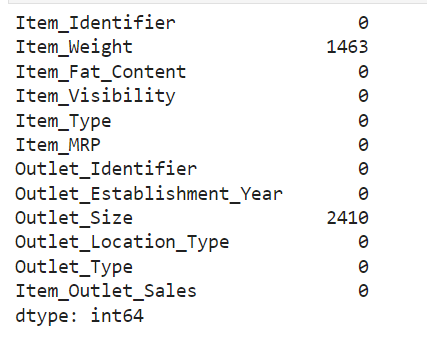 Item_Identifier 0
Item_Weight 1463
Item_Fat_Content 0
Item_Visibility 0
Item_Type 0
Item_MRP 0
Outlet_Identifier 0
Outlet_Establishment_Year 0
Outlet_Size 2410
Outlet_Location_Type 0
Outlet_Type 0
Item_Outlet_Sales 0
dtype: int64